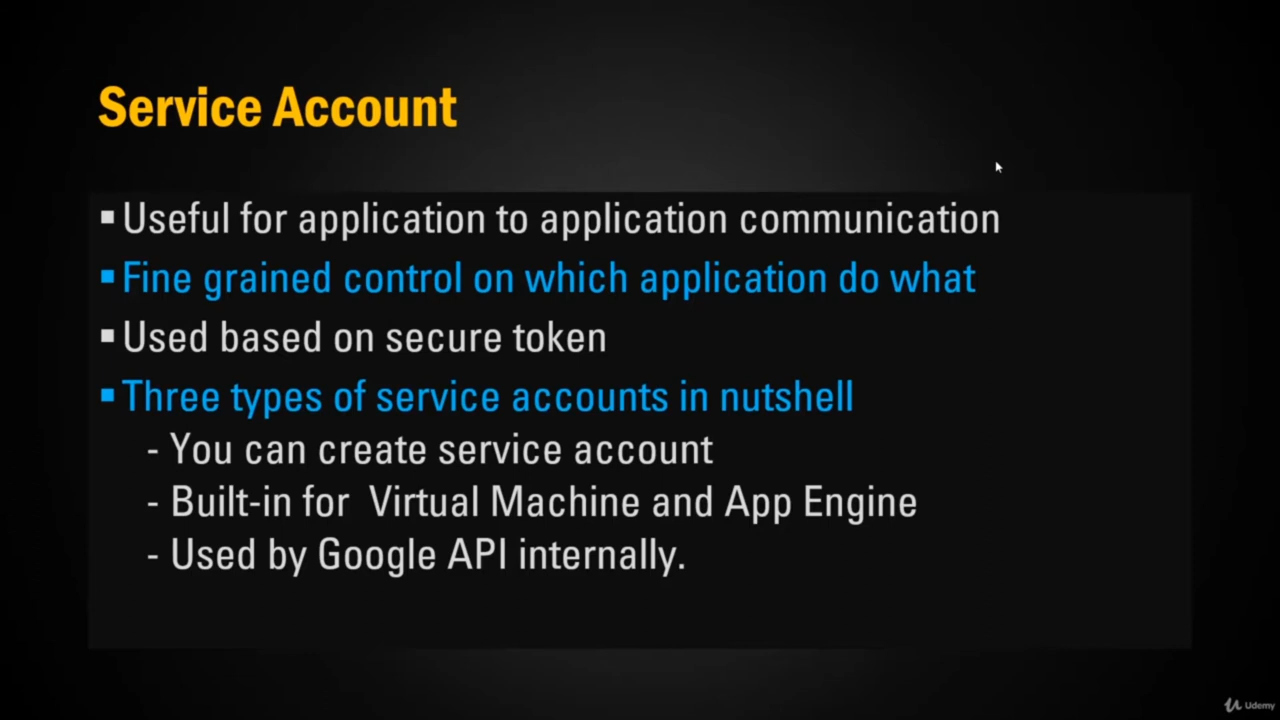 Service Account
▪Useful for application to application communication
▪Fine grained control on which application do what
▪Used based on secure token
▪Three types of service accounts in nutshell
- You can create service account
- Built-in for  Virtual Machine and App Engine
- Used by Google API internally.
Udemy